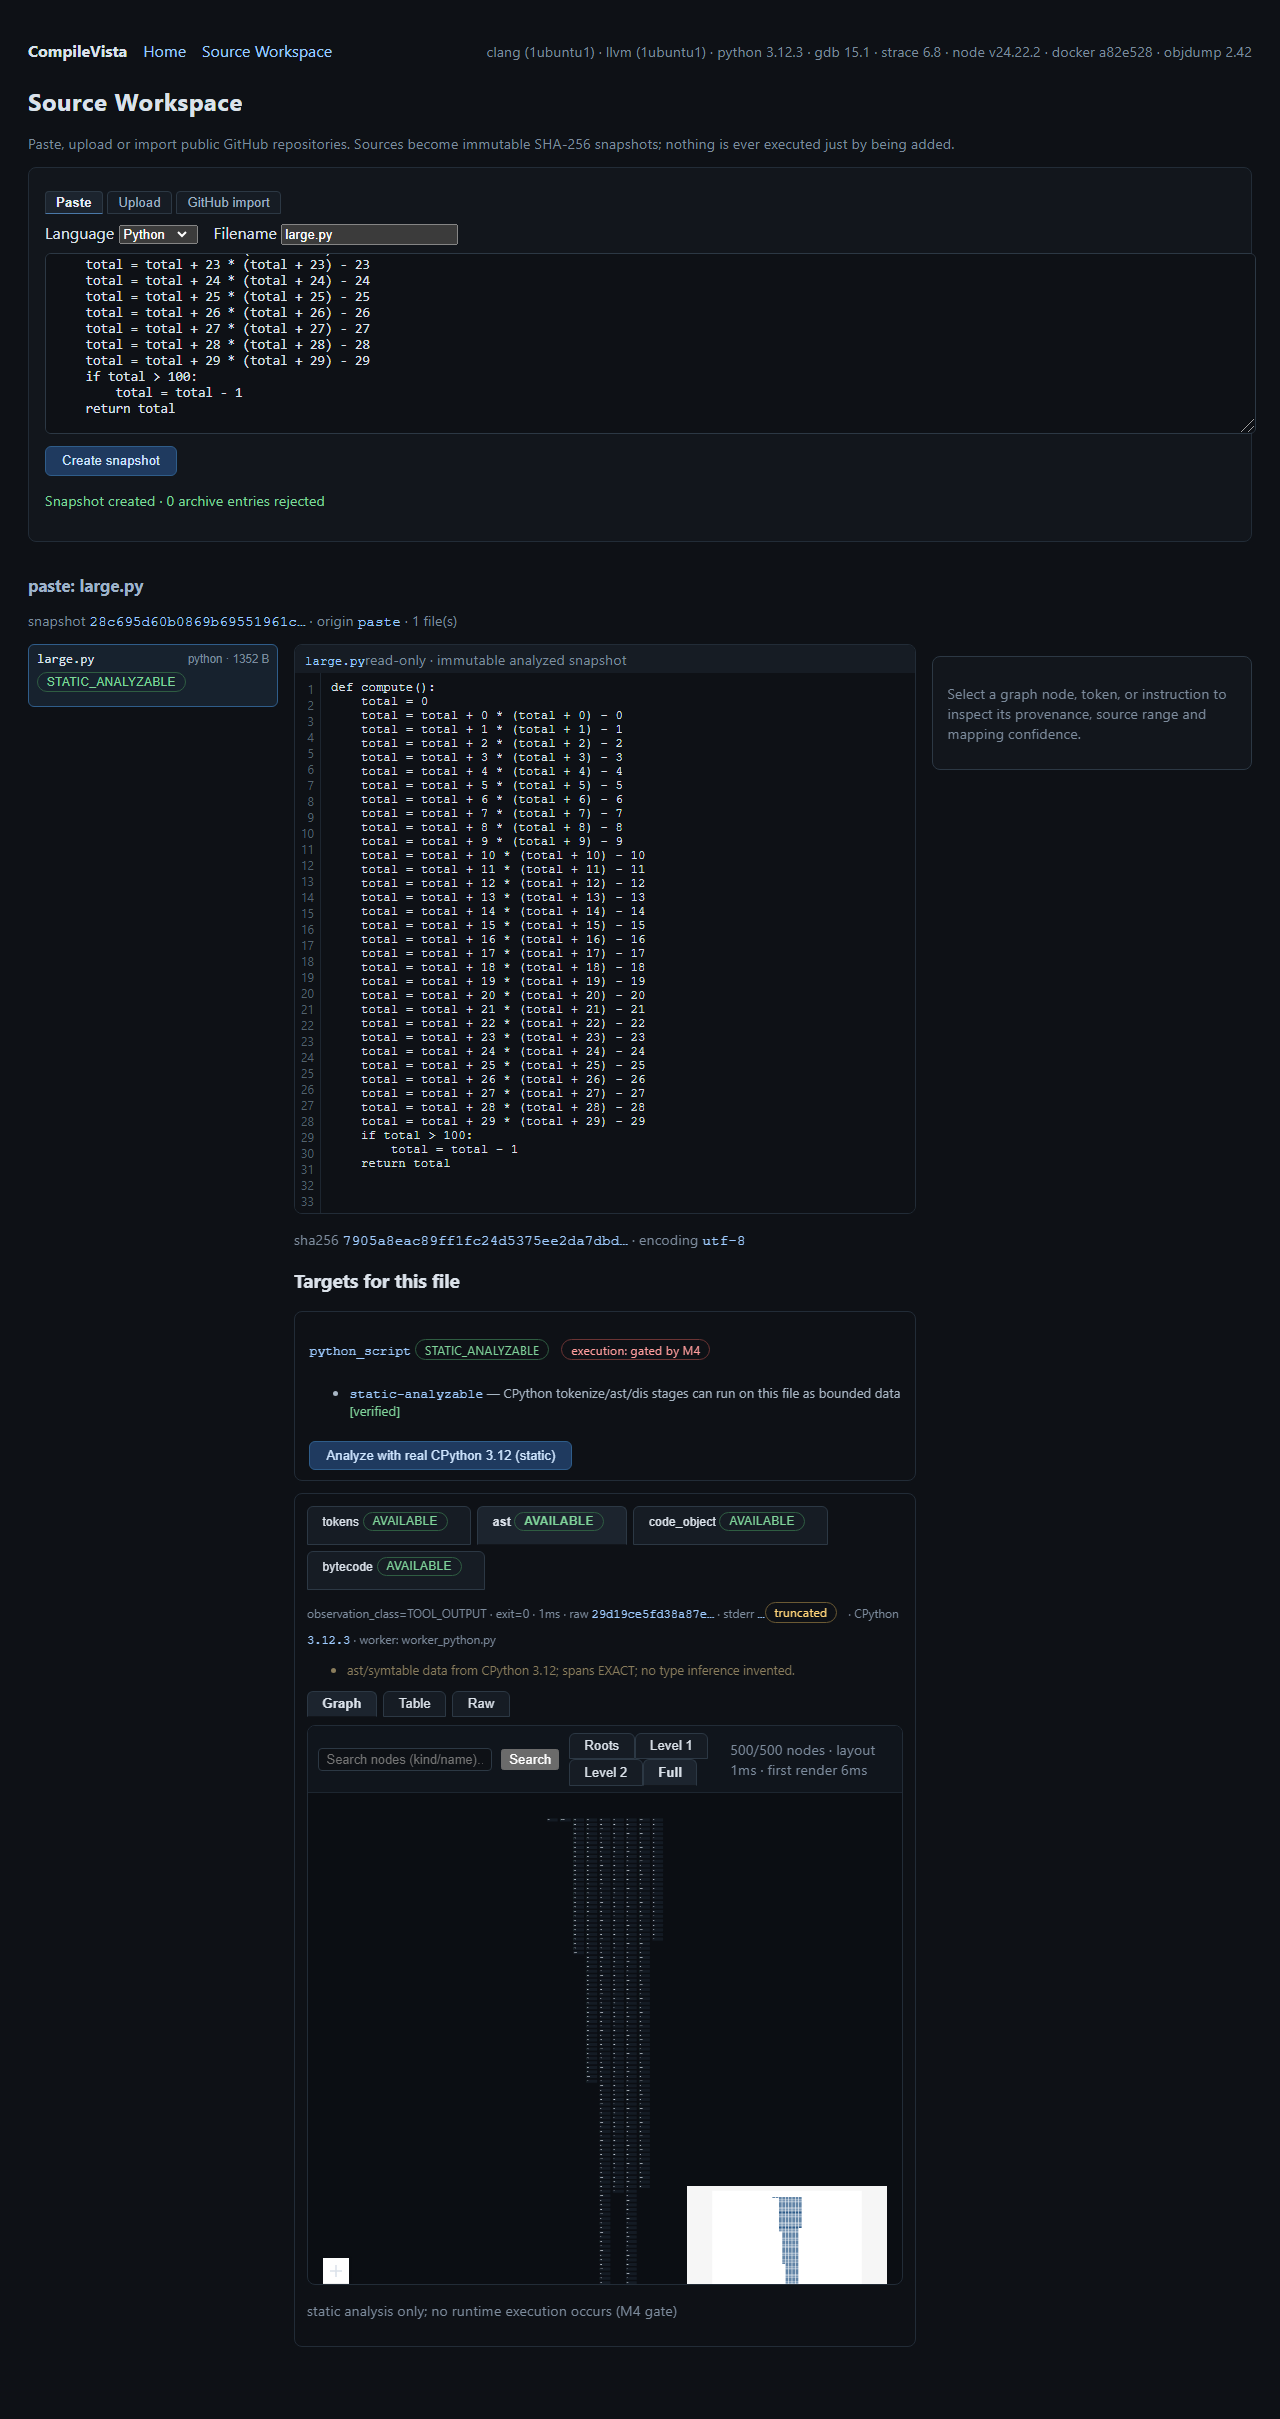 CompileVista Home Source Workspace clang (1ubuntu1) · llvm (1ubuntu1) · python 3.12.3 · gdb 15.1 · strace 6.8 · node v24.22.2 · docker a82e528 · objdump 2.42
Source Workspace
Paste, upload or import public GitHub repositories. Sources become immutable SHA-256 snapshots; nothing is ever executed just by being added.
Paste Upload GitHub import
Language Python Filename large.py
total = total + 23 * (total + 23) - 23
total = total + 24 * (total + 24) - 24
total = total + 25 * (total + 25) - 25
total = total + 26 * (total + 26) - 26
total = total + 27 * (total + 27) - 27
total = total + 28 * (total + 28) - 28
total = total + 29 * (total + 29) - 29
if total > 100:
total = total - 1
return total
Create snapshot
Snapshot created · 0 archive entries rejected
paste: large.py
snapshot 28c695d60b0869b69551961c… · origin paste · 1 file(s)
large.py python · 1352 B
STATIC_ANALYZABLE
large.pyread-only · immutable analyzed snapshot
1 def compute():
2 total = 0
3 total = total + 0 * (total + 0) - 0
4 total = total + 1 * (total + 1) - 1
5 total = total + 2 * (total + 2) - 2
6 total = total + 3 * (total + 3) - 3
7 total = total + 4 * (total + 4) - 4
8 total = total + 5 * (total + 5) - 5
9 total = total + 6 * (total + 6) - 6
10 total = total + 7 * (total + 7) - 7
11 total = total + 8 * (total + 8) - 8
12 total = total + 9 * (total + 9) - 9
13 total = total + 10 * (total + 10) - 10
14 total = total + 11 * (total + 11) - 11
15 total = total + 12 * (total + 12) - 12
16 total = total + 13 * (total + 13) - 13
17 total = total + 14 * (total + 14) - 14
18 total = total + 15 * (total + 15) - 15
19 total = total + 16 * (total + 16) - 16
20 total = total + 17 * (total + 17) - 17
21 total = total + 18 * (total + 18) - 18
22 total = total + 19 * (total + 19) - 19
23 total = total + 20 * (total + 20) - 20
24 total = total + 21 * (total + 21) - 21
25 total = total + 22 * (total + 22) - 22
26 total = total + 23 * (total + 23) - 23
27 total = total + 24 * (total + 24) - 24
28 total = total + 25 * (total + 25) - 25
29 total = total + 26 * (total + 26) - 26
30 total = total + 27 * (total + 27) - 27
31 total = total + 28 * (total + 28) - 28
32 total = total + 29 * (total + 29) - 29
33 if total > 100:
total = total - 1
return total
Select a graph node, token, or instruction to
inspect its provenance, source range and
mapping confidence.
sha256 7905a8eac89ff1fc24d5375ee2da7dbd… · encoding utf-8
Targets for this file
python_script STATIC_ANALYZABLE execution: gated by M4
• static-analyzable — CPython tokenize/ast/dis stages can run on this file as bounded data
[verified]
Analyze with real CPython 3.12 (static)
tokens AVAILABLE ast AVAILABLE code_object AVAILABLE
bytecode AVAILABLE
observation_class=TOOL_OUTPUT · exit=0 · 1ms · raw 29d19ce5fd38a87e… · stderr …truncated · CPython
3.12.3 · worker: worker_python.py
• ast/symtable data from CPython 3.12; spans EXACT; no type inference invented.
Graph Table Raw
Search nodes (kind/name).. Search Roots Level 1 Level 2 Full
500/500 nodes · layout
1ms · first render 6ms
static analysis only; no runtime execution occurs (M4 gate)